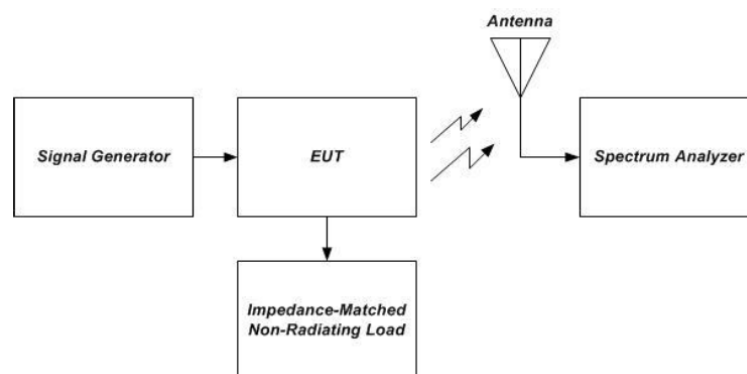 Antenna
Signal Generator
EUT
Spectrum Analyzer
Impedance-Matched
Non-Radiating Load